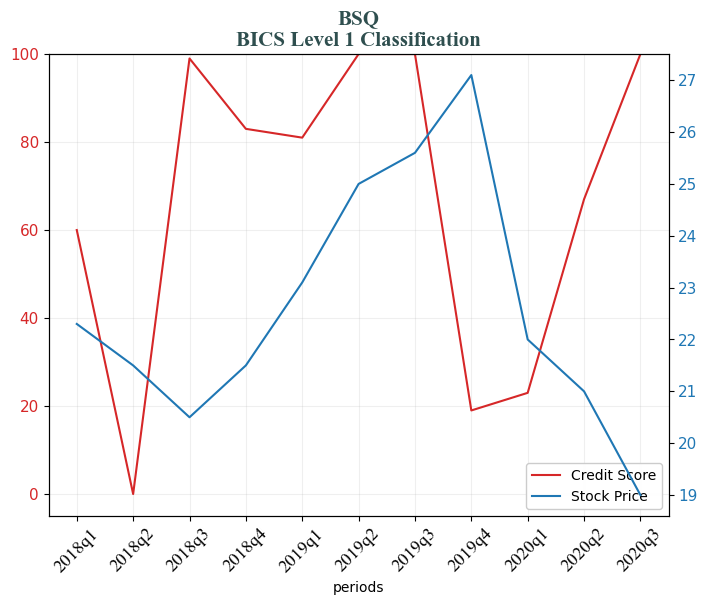 BSQ
BICS Level 1 Classification
100
80
60
40
20
0
27
26
25
24
23
22
21
20
19
Credit Score
Stock Price
2018q1
2018q2
2018q3
2018q4
2019q1
2019q2
2019q3
2019q4
2020q1
2020q2
2020q3
periods